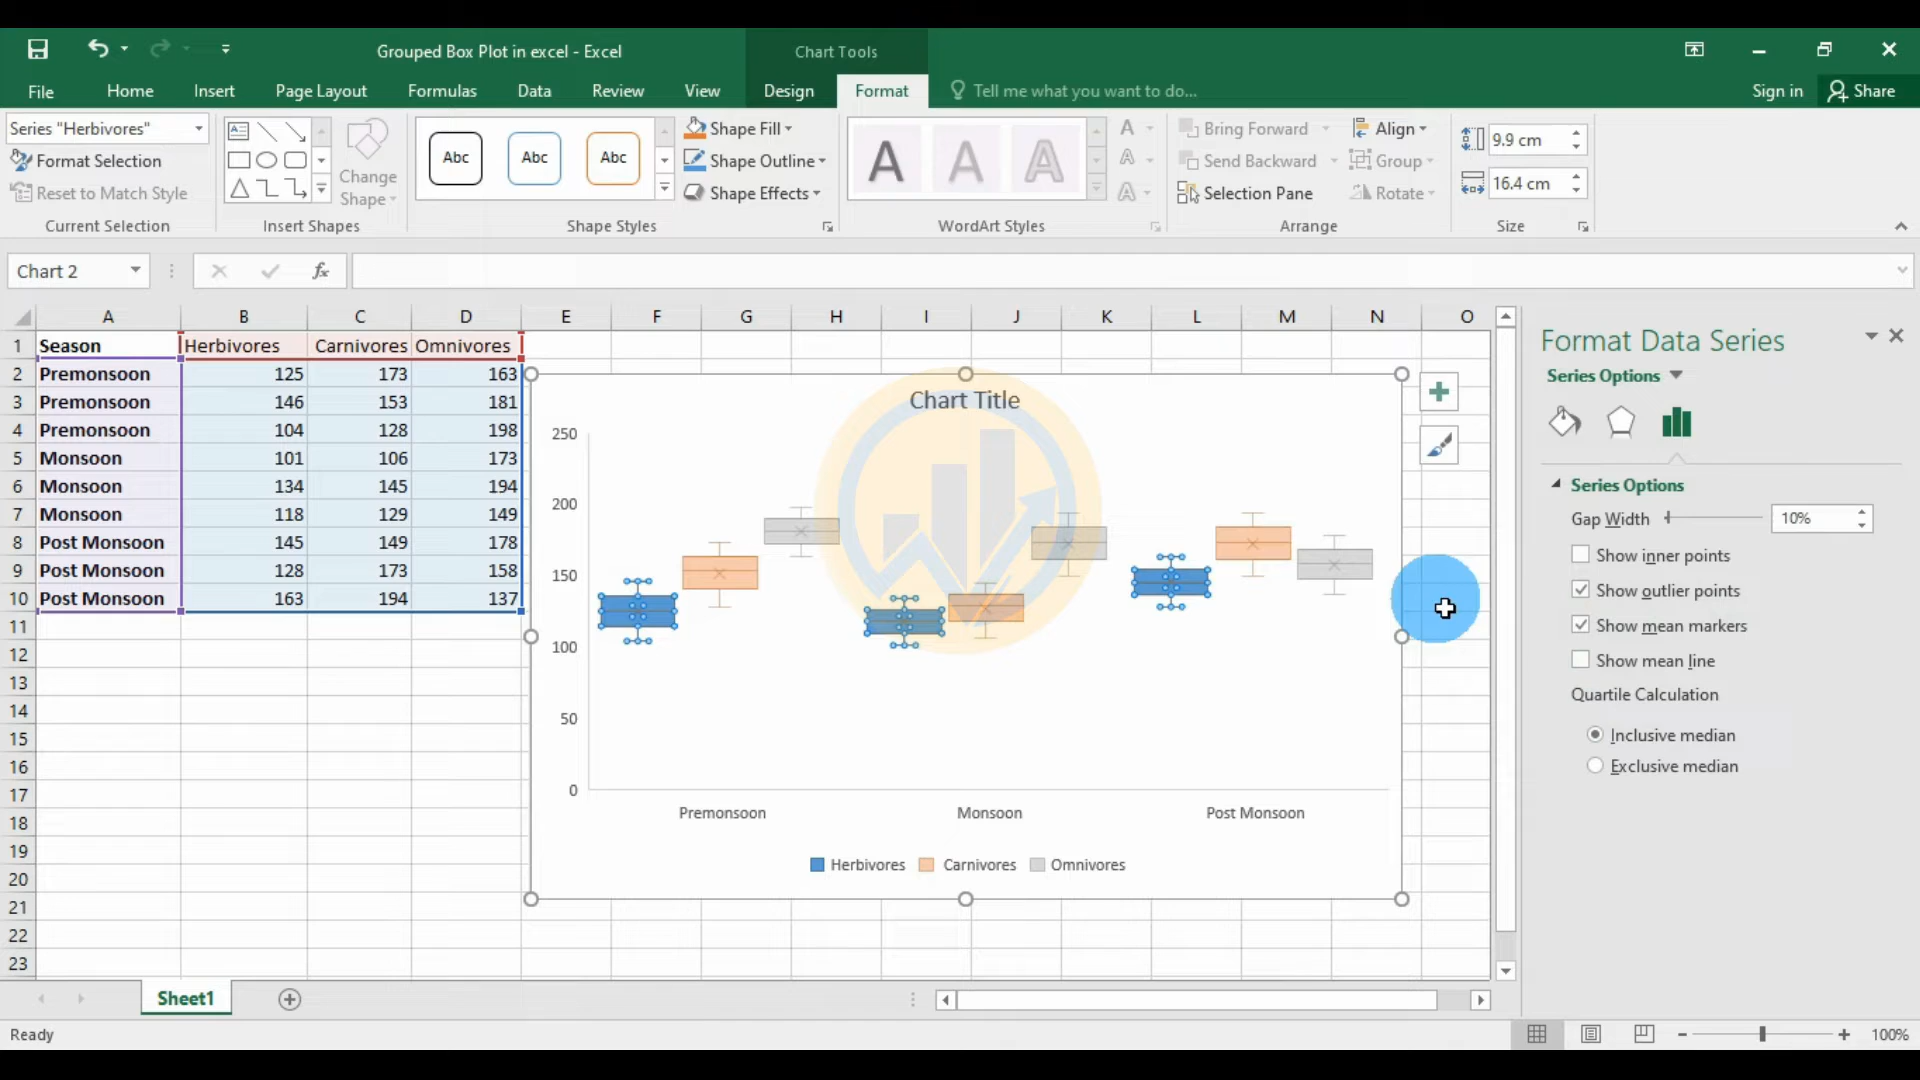 Grouped Box Plot in excel - Excel
Chart Tools
File Home Insert Page Layout Formulas Data Review View Design Format Tell me what you want to do... Sign in Share
Series "Herbivores"
Format Selection
Reset to Match Style
Current Selection
Change Shape
Insert Shapes
Abc Abc Abc
Shape Fill
Shape Outline
Shape Effects
Shape Styles
A A A
A
A
A
WordArt Styles
Bring Forward
Send Backward
Selection Pane
Align
Group
Rotate
Arrange
9.9 cm
16.4 cm
Size
Chart 2
fx
A B C D E F G H I J K L M N O
1 Season Herbivores Carnivores Omnivores
2 Premonsoon 125 173 163
3 Premonsoon 146 153 181
4 Premonsoon 104 128 198
5 Monsoon 101 106 173
6 Monsoon 134 145 194
7 Monsoon 118 129 149
8 Post Monsoon 145 149 178
9 Post Monsoon 128 173 158
10 Post Monsoon 163 194 137
11
12
13
14
15
16
17
18
19
20
21
22
23
Chart Title
250
200
150
100
50
0
Premonsoon Monsoon Post Monsoon
Herbivores Carnivores Omnivores
Format Data Series
Series Options
Series Options
Gap Width 10%
Show inner points
Show outlier points
Show mean markers
Show mean line
Quartile Calculation
Inclusive median
Exclusive median
Sheet1
Ready
100%